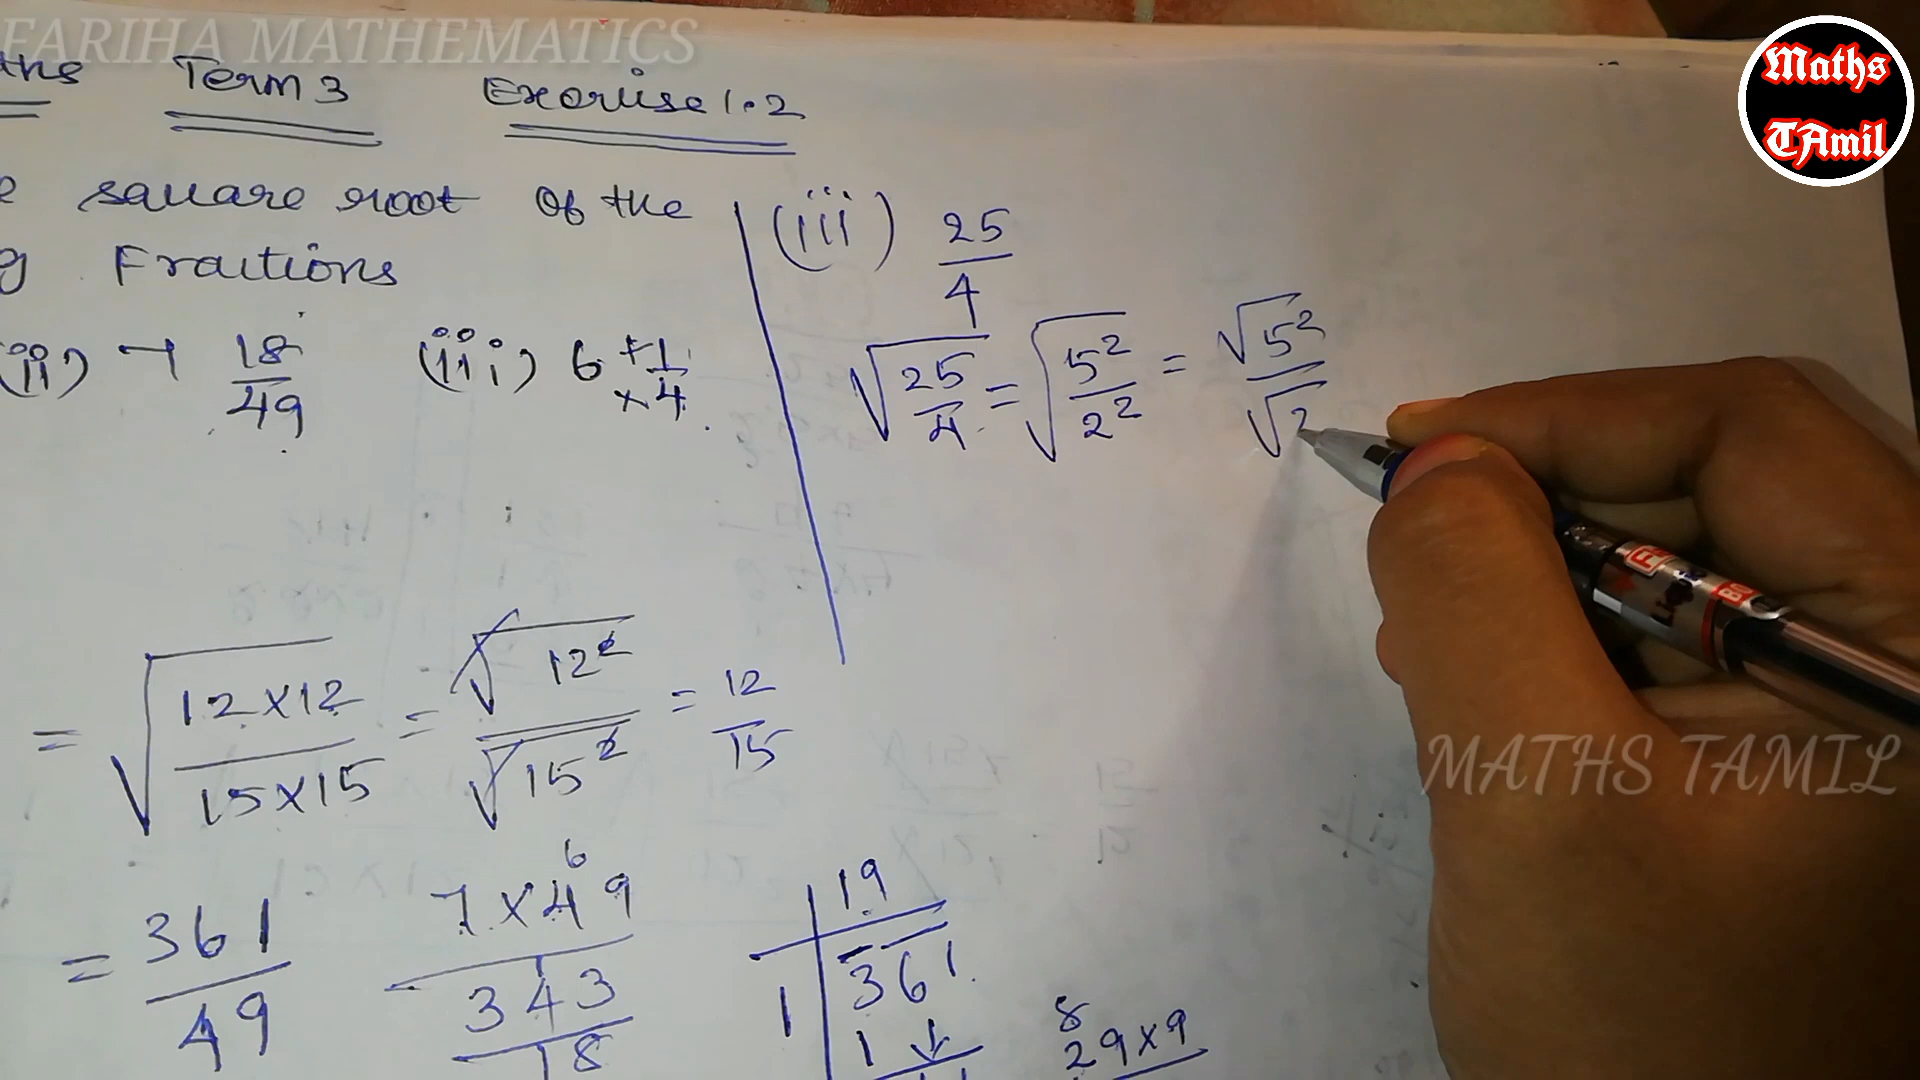 FARIHA MATHEMATICS
Maths
TAmil
Term 3 Exercise 1.2
square root of the
Fractions
(ii) 7 18/49 (iii) 6 + 1/× 4
(iii) 25/4
√25/4 = √5²/2² = √5²/√2
= √12×12/15×15 = √12²/√15² = 12/15
MATHS TAMIL
= 361/49
6
7×49
343
18
19
361
1
1
8
29×9